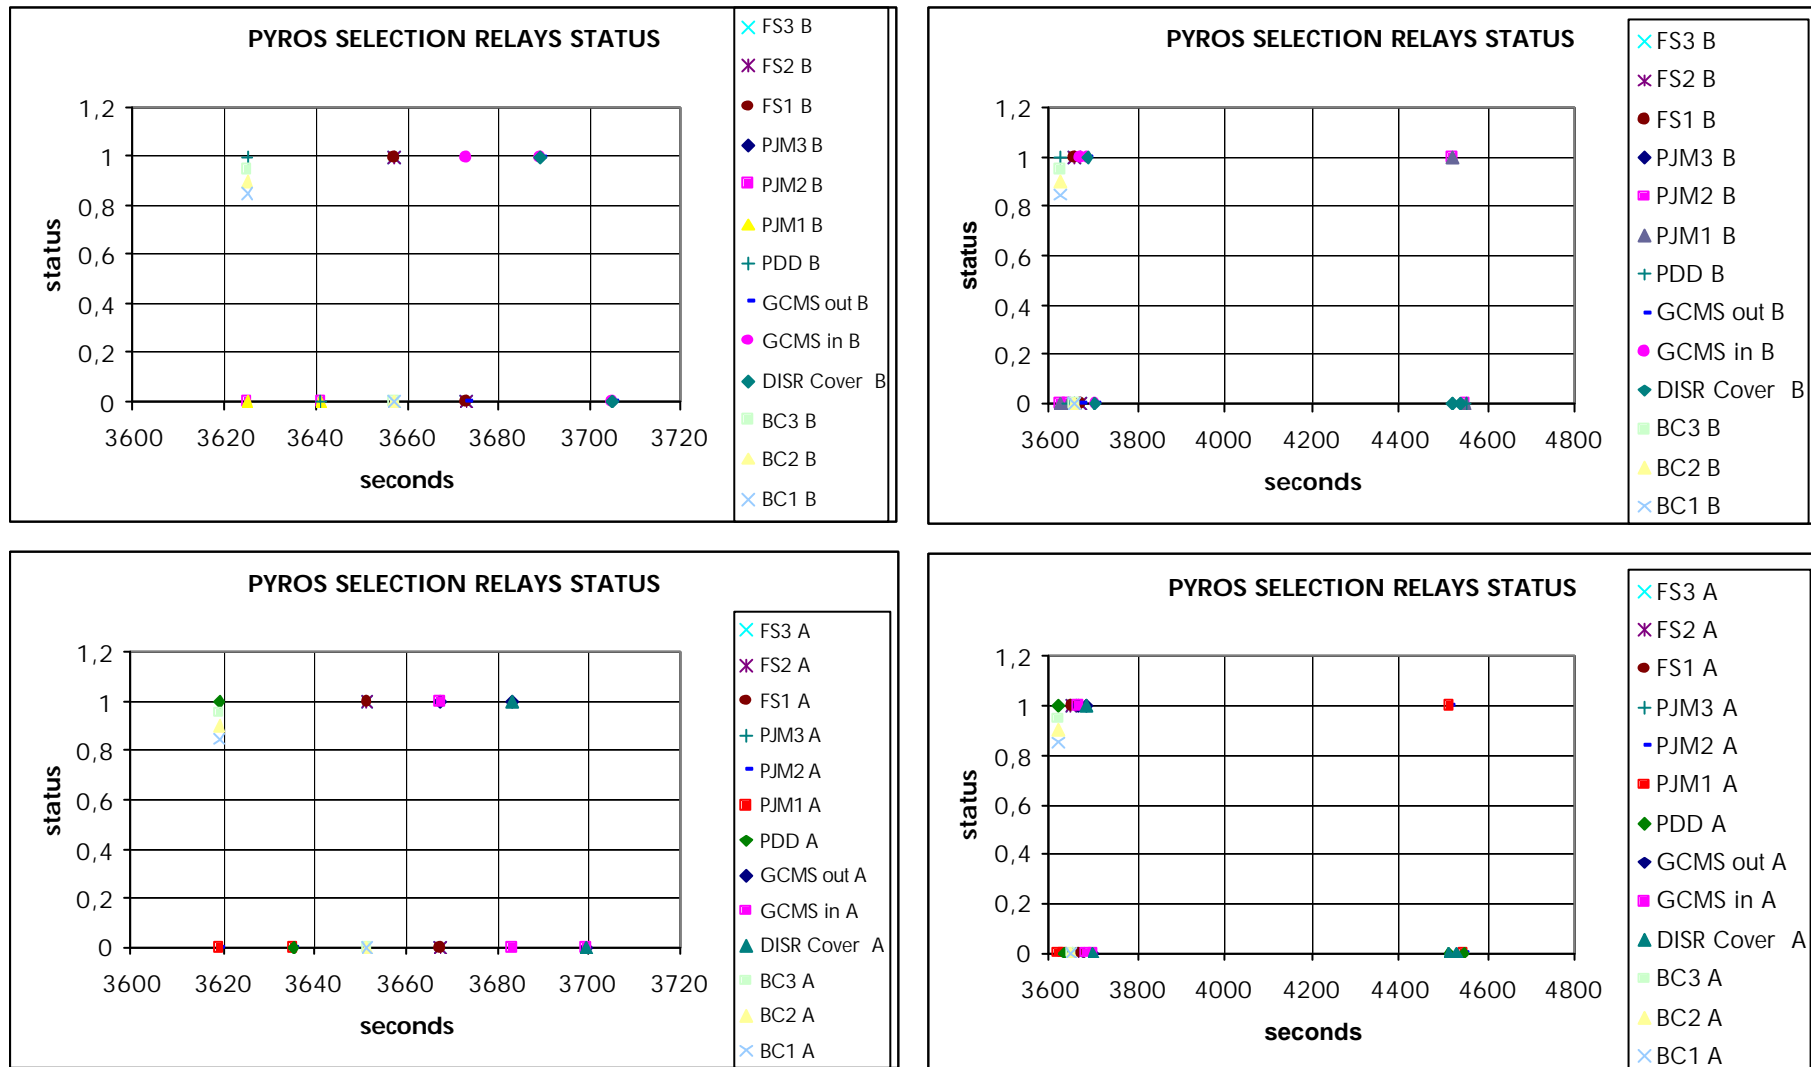 PYROS SELECTION RELAYS STATUS
1,2
1
0,8
0,6
0,4
0,2
0
status
3600 3620 3640 3660 3680 3700 3720
seconds
FS3 B
FS2 B
FS1 B
PJM3 B
PJM2 B
PJM1 B
PDD B
GCMS out B
GCMS in B
DISR Cover B
BC3 B
BC2 B
BC1 B
PYROS SELECTION RELAYS STATUS
1,2
1
0,8
0,6
0,4
0,2
0
status
3600 3800 4000 4200 4400 4600 4800
seconds
FS3 B
FS2 B
FS1 B
PJM3 B
PJM2 B
PJM1 B
PDD B
GCMS out B
GCMS in B
DISR Cover B
BC3 B
BC2 B
BC1 B
PYROS SELECTION RELAYS STATUS
1,2
1
0,8
0,6
0,4
0,2
0
status
3600 3620 3640 3660 3680 3700 3720
seconds
FS3 A
FS2 A
FS1 A
PJM3 A
PJM2 A
PJM1 A
PDD A
GCMS out A
GCMS in A
DISR Cover A
BC3 A
BC2 A
BC1 A
PYROS SELECTION RELAYS STATUS
1,2
1
0,8
0,6
0,4
0,2
0
status
3600 3800 4000 4200 4400 4600 4800
seconds
FS3 A
FS2 A
FS1 A
PJM3 A
PJM2 A
PJM1 A
PDD A
GCMS out A
GCMS in A
DISR Cover A
BC3 A
BC2 A
BC1 A